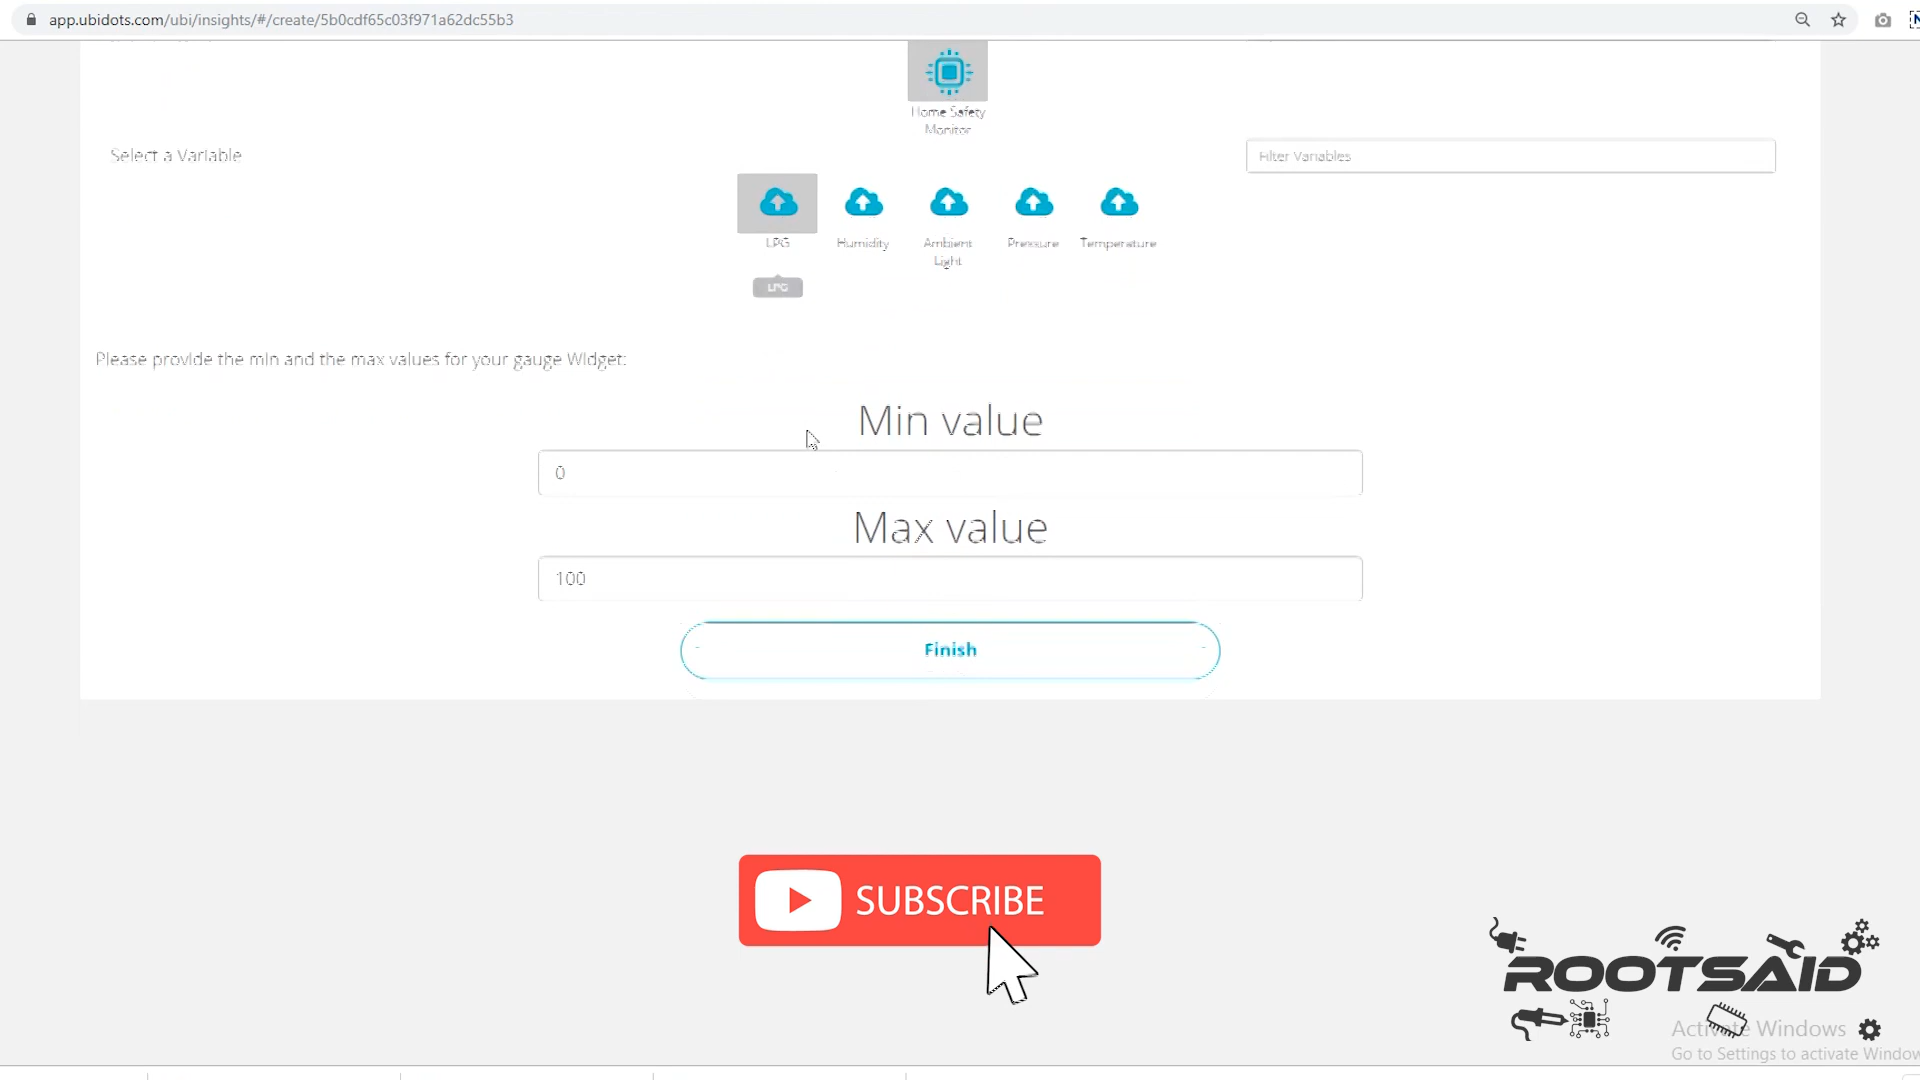 app.ubidots.com/ubi/insights/#/create/5b0cdf65c03f971a62dc55b3
Home Safety
Monitor
Select a Variable
Filter Variables
LPG
Humidity
Ambient
Light
Pressure
Temperature
LPG
Please provide the min and the max values for your gauge Widget:
Min value
0
Max value
100
Finish
SUBSCRIBE
ROOTSAID
Activate Windows
Go to Settings to activate Window